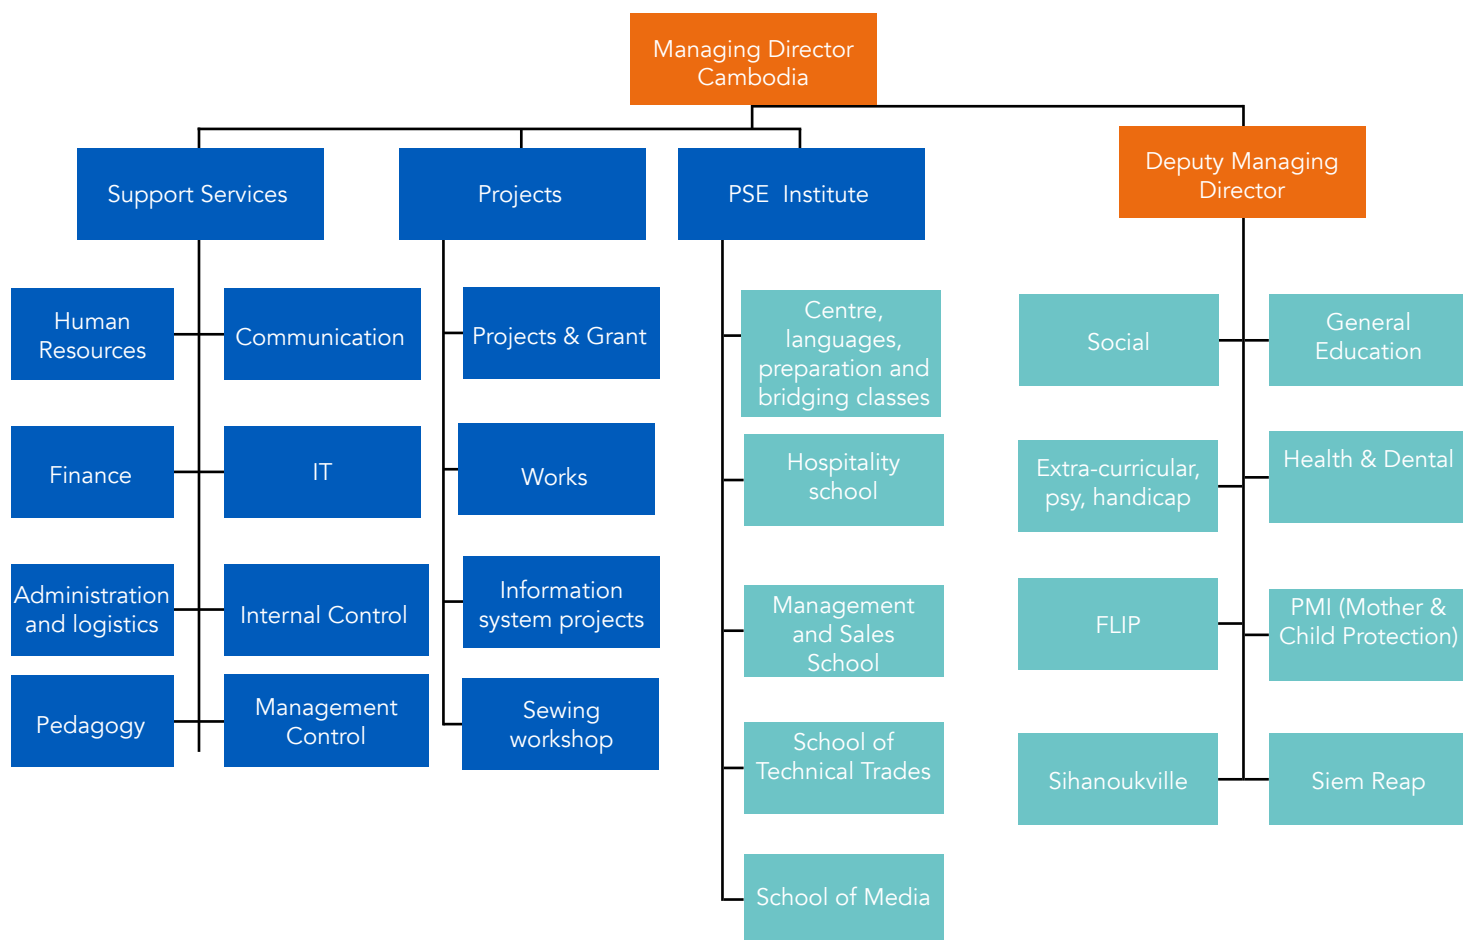 Managing Director
Cambodia
Deputy Managing
Director
Support Services
Projects
PSE  Institute
Human
Resources
Communication
Finance
IT
Administration
and logistics
Internal Control
Pedagogy
Management
Control
Projects & Grant
Works
Information
system projects
Sewing
workshop
Centre,
languages,
preparation and
bridging classes
Hospitality
school
Management
and Sales
School
School of
Technical Trades
School of Media
Social
General
Education
Extra-curricular,
psy, handicap
Health & Dental
FLIP
PMI (Mother &
Child Protection)
Sihanoukville
Siem Reap